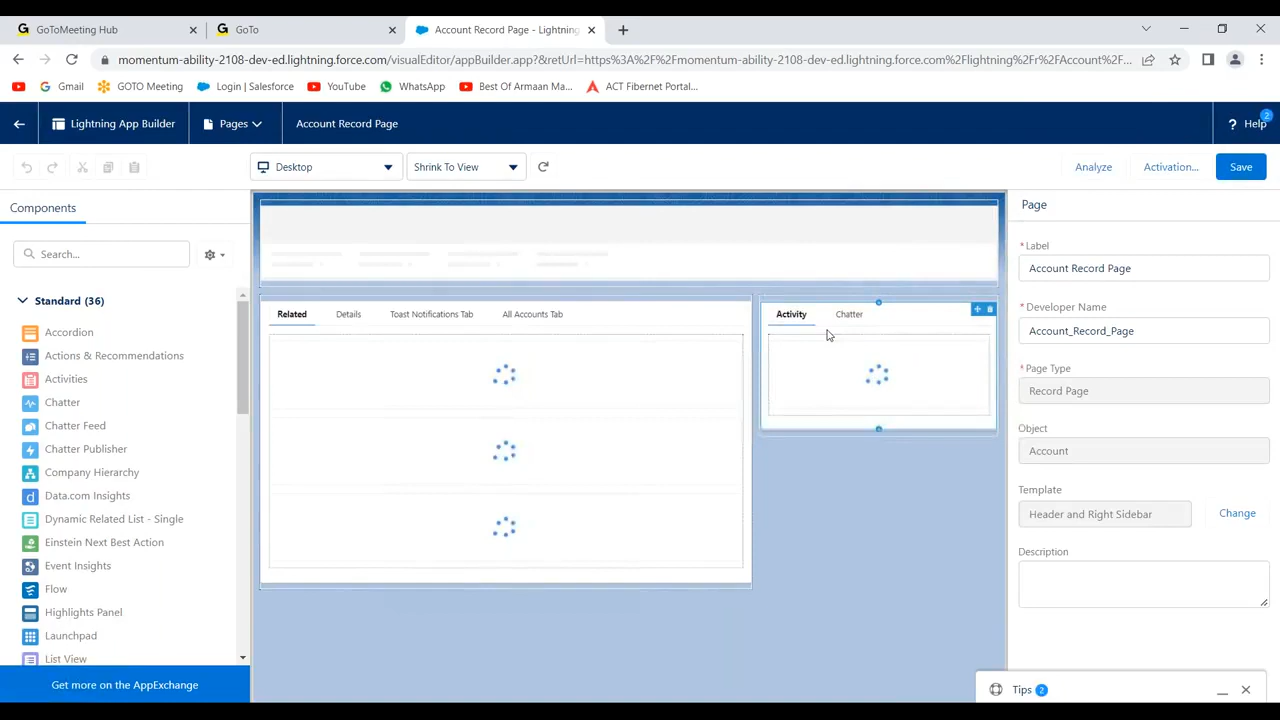 GoToMeeting Hub
GoTo
Account Record Page - Lightning
momentum-ability-2108-dev-ed.lightning.force.com/visualEditor/appBuilder.app?&retUrl=https%3A%2F%2Fmomentum-ability-2108-dev-ed.lightning.force.com%2Flightning%2Fr%2FAccount%2F...
Gmail
GOTO Meeting
Login | Salesforce
YouTube
WhatsApp
Best Of Armaan Ma...
ACT Fibernet Portal...
Lightning App Builder
Pages
Account Record Page
Help
2
Desktop
Shrink To View
Analyze
Activation...
Save
Components
Search...
Standard (36)
Accordion
Actions & Recommendations
Activities
Chatter
Chatter Feed
Chatter Publisher
Company Hierarchy
Data.com Insights
Dynamic Related List - Single
Einstein Next Best Action
Event Insights
Flow
Highlights Panel
Launchpad
List View
Get more on the AppExchange
Related
Details
Toast Notifications Tab
All Accounts Tab
Activity
Chatter
Page
*Label
Account Record Page
*Developer Name
Account_Record_Page
*Page Type
Record Page
Object
Account
Template
Header and Right Sidebar
Change
Description
Tips 2